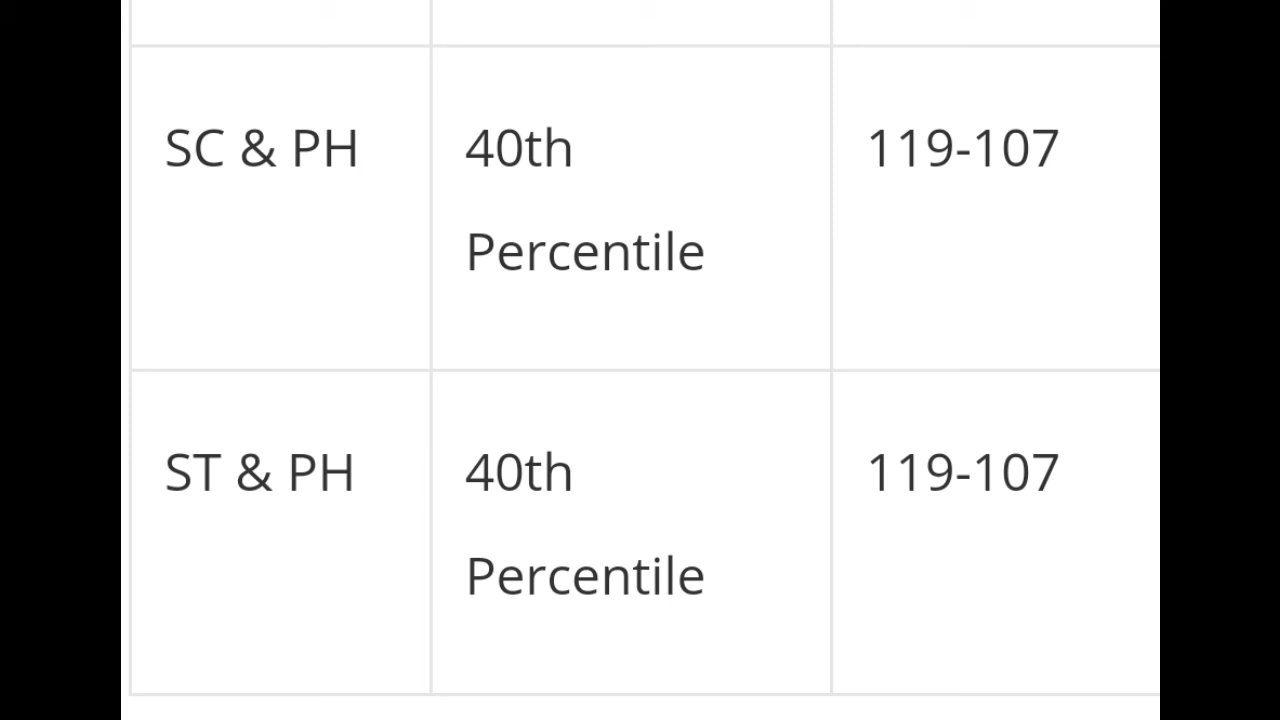 SC & PH 40th 119-107
Percentile
ST & PH 40th 119-107
Percentile